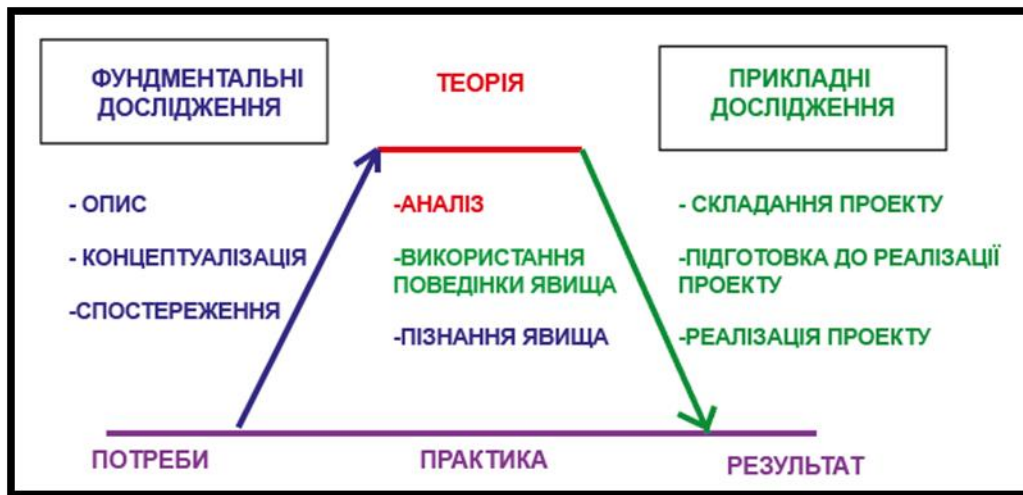 ФУНДМЕНТАЛЬНІ
ДОСЛІДЖЕННЯ
- ОПИС
- КОНЦЕПТУАЛІЗАЦІЯ
-СПОСТЕРЕЖЕННЯ
ТЕОРІЯ
-АНАЛІЗ
-ВИКОРИСТАННЯ
ПОВЕДІНКИ ЯВИЩА
-ПІЗНАННЯ ЯВИЩА
ПРИКЛАДНІ
ДОСЛІДЖЕННЯ
- СКЛАДАННЯ ПРОЕКТУ
-ПІДГОТОВКА ДО РЕАЛІЗАЦІЇ
ПРОЕКТУ
-РЕАЛІЗАЦІЯ ПРОЕКТУ
ПОТРЕБИ
ПРАКТИКА
РЕЗУЛЬТАТ